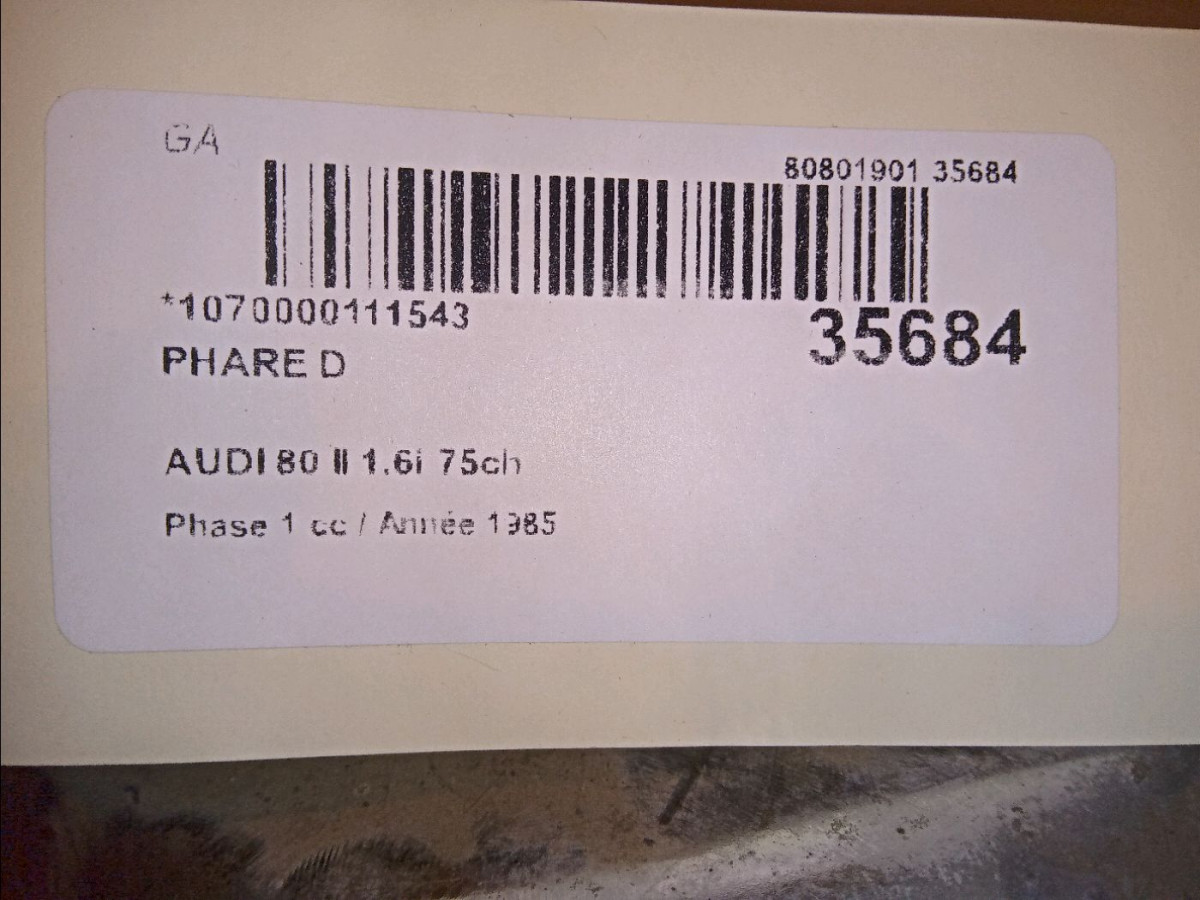 GA
80801901 35684
*1070000111543
35684
PHARE D
AUDI 80 II 1.6i 75ch
Phase 1 cc / Année 1985